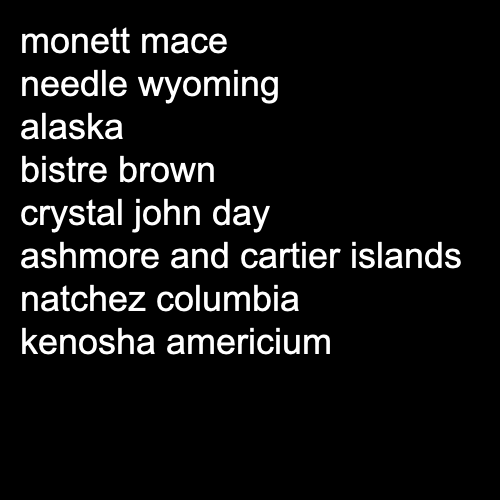 monett mace
needle wyoming
alaska
bistre brown
crystal john day
ashmore and cartier islands
natchez columbia
kenosha americium